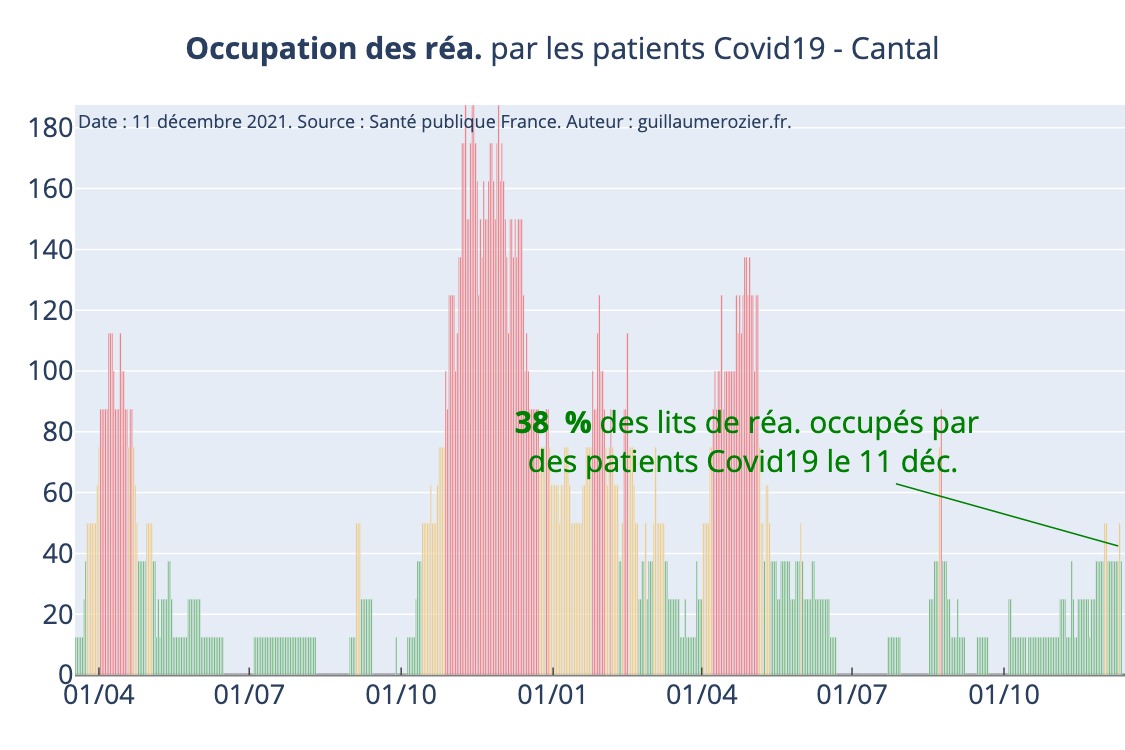 Occupation des réa. par les patients Covid19 - Cantal
Date : 11 décembre 2021. Source : Santé publique France. Auteur : guillaumerozier.fr.
180
160
140
120
100
80
60
40
20
0
38 % des lits de réa. occupés par
des patients Covid19 le 11 déc.
01/04 01/07 01/10 01/01 01/04 01/07 01/10